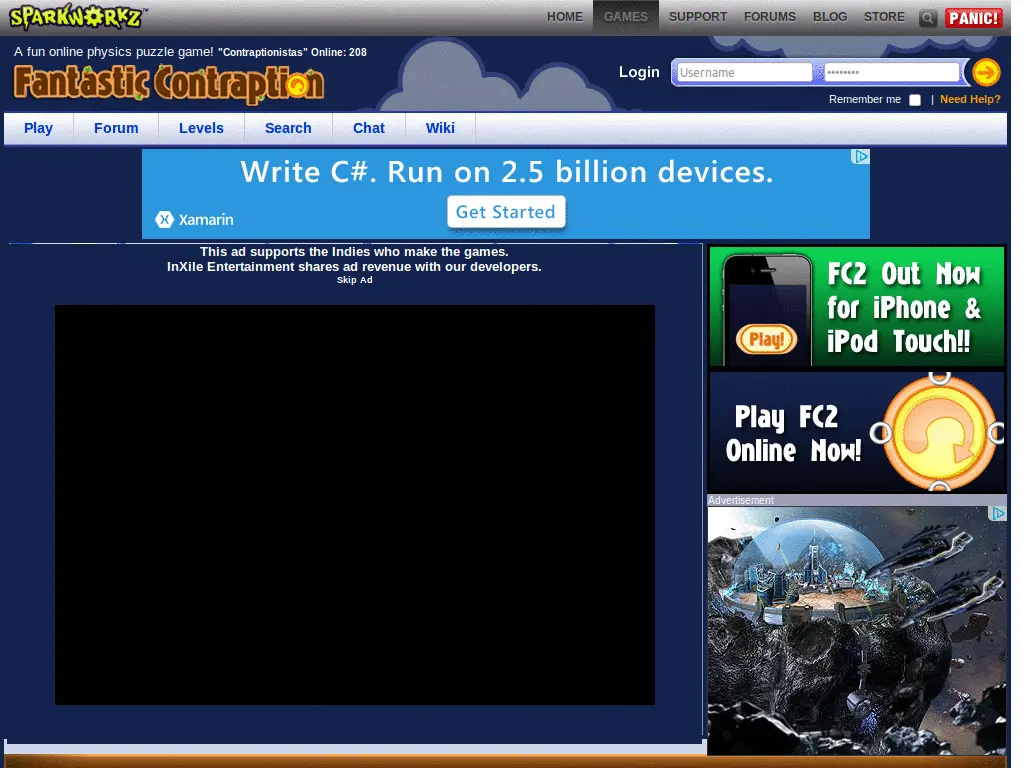 SPARKWORKZ™
HOME GAMES SUPPORT FORUMS BLOG STORE PANIC!
A fun online physics puzzle game! "Contraptionistas" Online: 208
Fantastic Contraption
Login Username ••••••••
Remember me | Need Help?
Play Forum Levels Search Chat Wiki
Write C#. Run on 2.5 billion devices.
Xamarin
Get Started
This ad supports the Indies who make the games.
InXile Entertainment shares ad revenue with our developers.
Skip Ad
FC2 Out Now
for iPhone &
iPod Touch!!
Play!
Play FC2
Online Now!
Advertisement